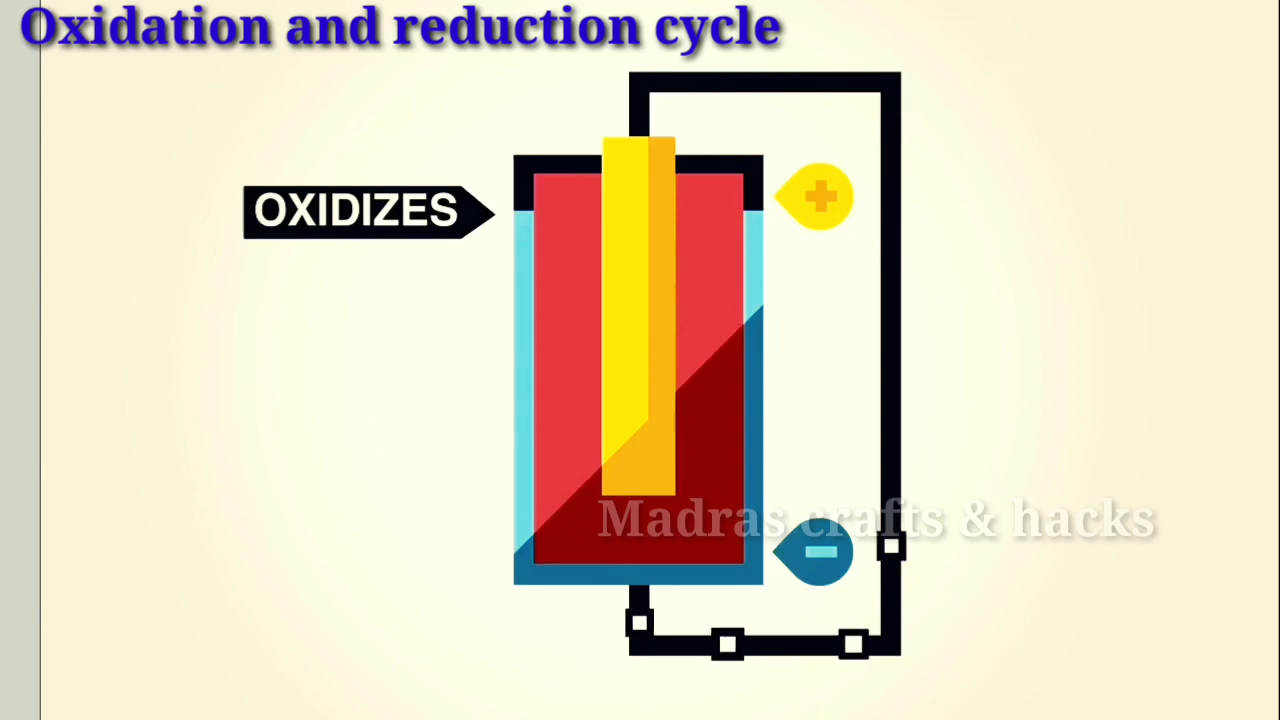 Oxidation and reduction cycle
OXIDIZES
+
Madras crafts & hacks
-